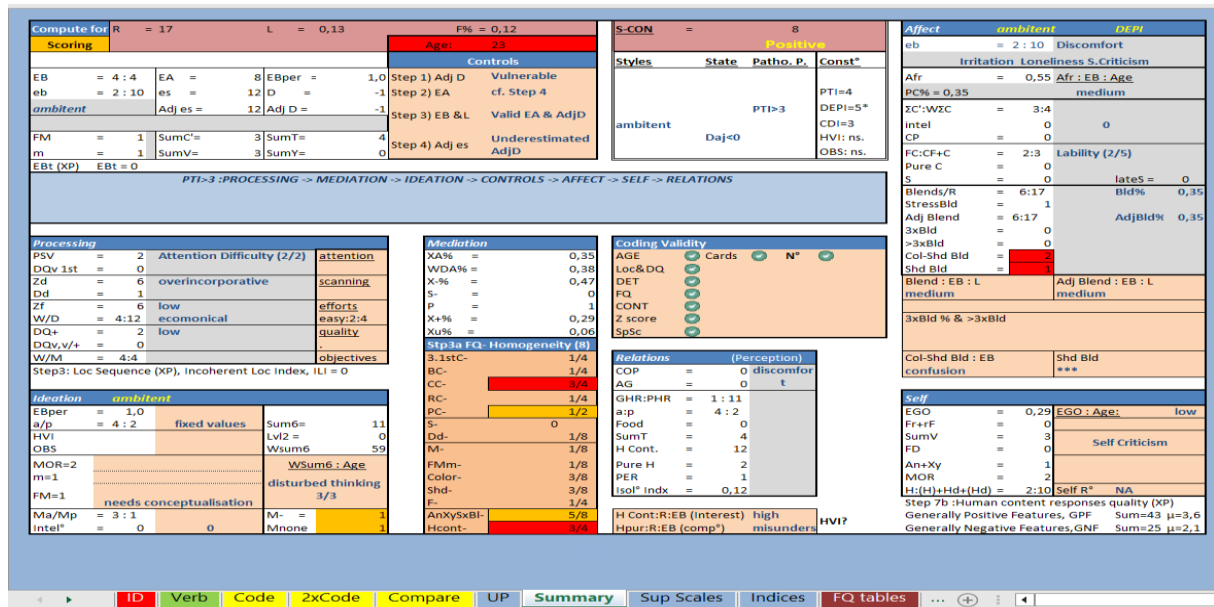 Compute for R = 17 L = 0,13 F% = 0,12
Scoring Age: 23
Controls
EB = 4 : 4 EA = 8 EBper = 1,0 Step 1) Adj D Vulnerable
eb = 2 : 10 es = 12 D = -1 Step 2) EA cf. Step 4
ambitent Adj es = 12 Adj D = -1 Step 3) EB &L Valid EA & AdjD
FM = 1 SumC'= 3 SumT= 4 Step 4) Adj es Underestimated AdjD
m = 1 SumV= 3 SumY= 0
EBt (XP) EBt = 0
S-CON = 8
Positive
Styles State Patho. P. Const°
PTI=4
PTI>3 DEPI=5*
ambitent CDI=3
Daj<0 HVI: ns.
OBS: ns.
PTI>3 :PROCESSING -> MEDIATION -> IDEATION -> CONTROLS -> AFFECT -> SELF -> RELATIONS
Affect ambitent DEPI
eb = 2 : 10 Discomfort
Irritation Loneliness S.Criticism
Afr = 0,55 Afr : EB : Age
PC% = 0,35 medium
ΣC':WΣC = 3:4
intel 0 0
CP = 0
FC:CF+C = 2:3 Lability (2/5)
Pure C = 0
S = 0 lateS = 0
Blends/R = 6:17 Bld% 0,35
StressBld = 1
Adj Blend = 6:17 AdjBld% 0,35
3xBld = 0
>3xBld = 0
Col-Shd Bld = 2
Shd Bld = 1
Blend : EB : L Adj Blend : EB : L
medium medium
3xBld % & >3xBld
Col-Shd Bld : EB Shd Bld
confusion ***
Processing
PSV = 2 Attention Difficulty (2/2) attention
DQv 1st = 0
Zd = 6 overincorporative scanning
Dd = 1
Zf = 6 low efforts
W/D = 4:12 ecomonical easy:2:4
DQ+ = 2 low quality
DQv,v/+ = 0 .
W/M = 4:4 objectives
Step3: Loc Sequence (XP), Incoherent Loc Index, ILI = 0
Mediation
XA% = 0,35
WDA% = 0,38
X-% = 0,47
S- = 0
P = 1
X+% = 0,29
Xu% = 0,06
Stp3a FQ- Homogeneity (8)
3.1stC- 1/4
BC- 1/4
CC- 3/4
RC- 1/4
PC- 1/2
S- 0
Dd- 1/8
M- 1/8
FMm- 1/8
Color- 3/8
Shd- 3/8
F- 1/4
AnXySxBl- 5/8
Hcont- 3/4
Coding Validity
AGE Cards N°
Loc&DQ
DET
FQ
CONT
Z score
SpSc
Relations (Perception)
COP = 0 discomfor
AG = 0 t
GHR:PHR = 1 : 11
a:p = 4 : 2
Food = 0
SumT = 4
H Cont. = 12
Pure H = 2
PER = 1
Isol° Indx = 0,12
H Cont:R:EB (Interest) high HVI?
Hpur:R:EB (comp°) misunders
Ideation ambitent
EBper = 1,0
a/p = 4 : 2 fixed values Sum6= 11
HVI Lvl2 = 0
OBS Wsum6 59
MOR=2 WSum6 : Age
m=1 disturbed thinking
FM=1 needs conceptualisation 3/3
Ma/Mp = 3 : 1 M- = 1
Intel° = 0 0 Mnone 1
Self
EGO = 0,29 EGO : Age: low
Fr+rF = 0
SumV = 3 Self Criticism
FD = 0
An+Xy = 1
MOR = 2
H:(H)+Hd+(Hd) = 2:10 Self R° NA
Step 7b :Human content responses quality (XP)
Generally Positive Features, GPF Sum=43 µ=3,6
Generally Negative Features,GNF Sum=25 µ=2,1
ID Verb Code 2xCode Compare UP Summary Sup Scales Indices FQ tables ...